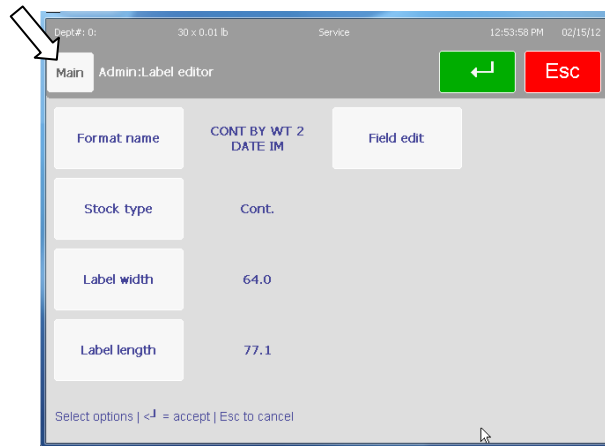 Dept#: 0: 30 x 0.01 lb Service 12:53:58 PM 02/15/12
Main Admin:Label editor Esc
Format name CONT BY WT 2 DATE IM Field edit
Stock type Cont.
Label width 64.0
Label length 77.1
Select options | <┘ = accept | Esc to cancel